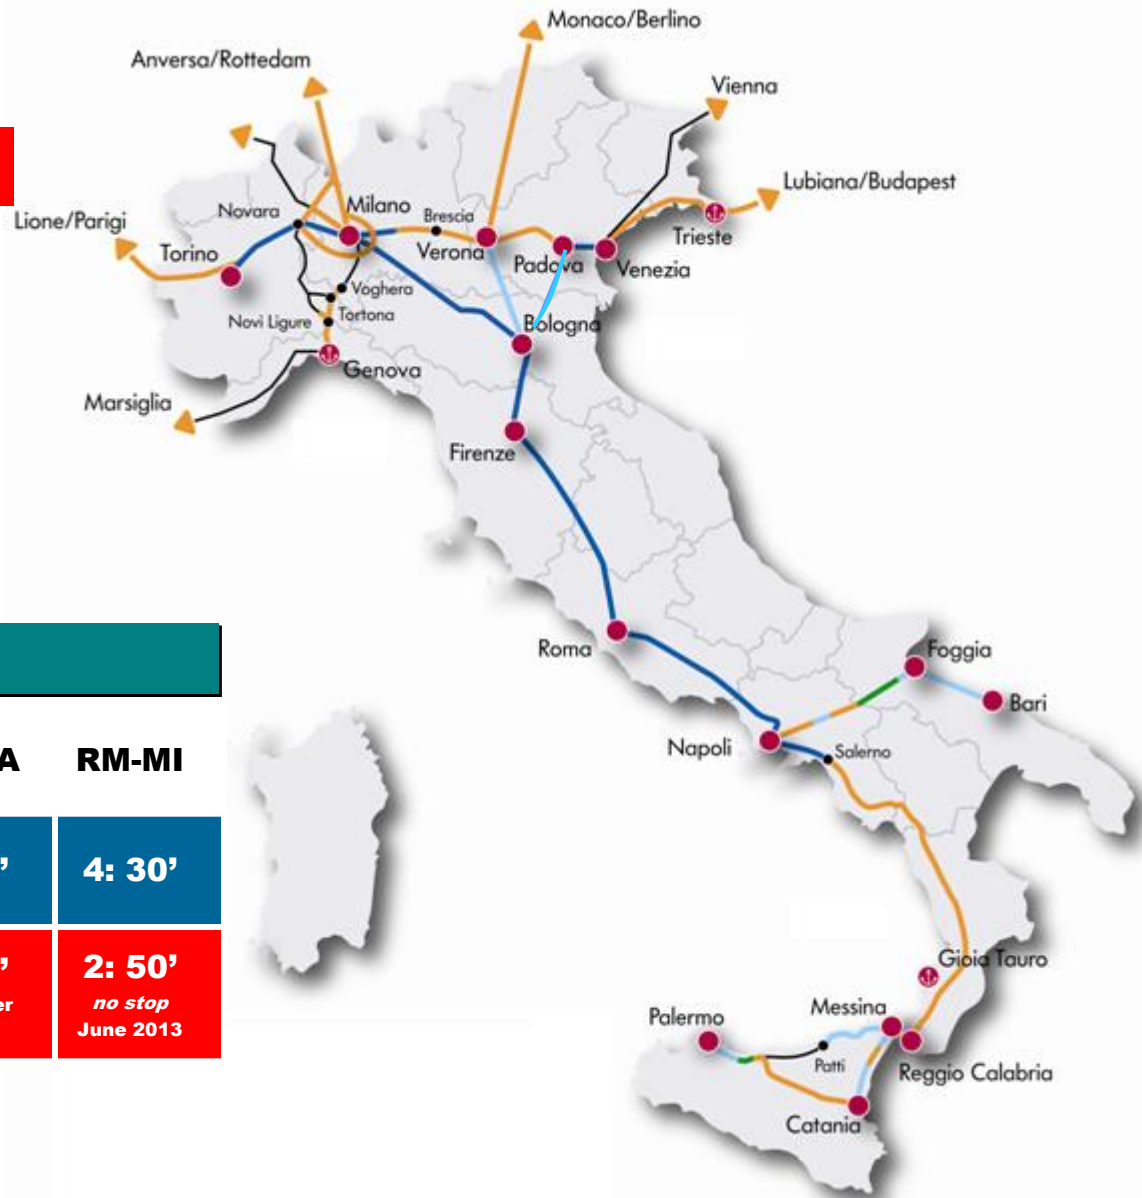 Monaco/Berlino
Anversa/Rottedam
Vienna
Lubiana/Budapest
Lione/Parigi
Novara
Milano
Brescia
Verona
Padova
Venezia
Trieste
Torino
Voghera
Tortona
Novi Ligure
Bologna
Genova
Marsiglia
Firenze
Roma
Foggia
Bari
Napoli
Salerno
A RM-MI
’ 4: 30’
’ 2: 50’
er no stop
June 2013
Gioia Tauro
Messina
Palermo
Patti
Reggio Calabria
Catania